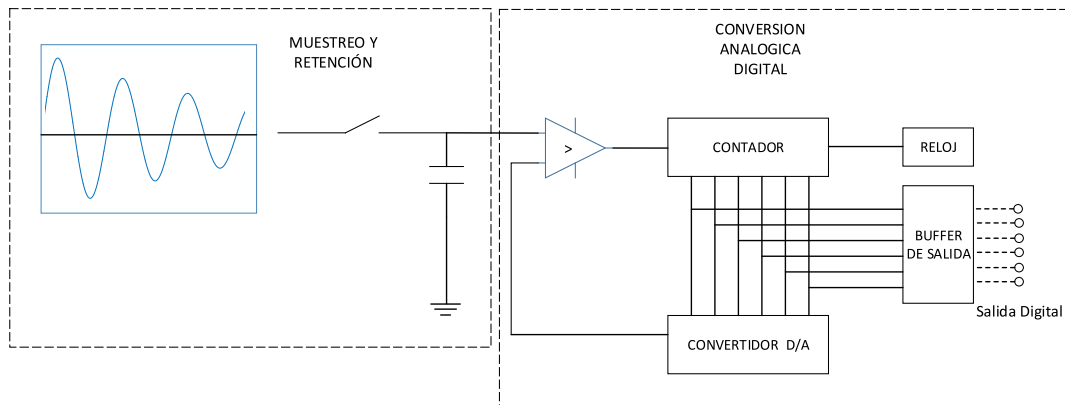 MUESTREO Y
RETENCIÓN
CONVERSION
ANALOGICA
DIGITAL
>
CONTADOR
RELOJ
BUFFER
DE SALIDA
Salida Digital
CONVERTIDOR D/A